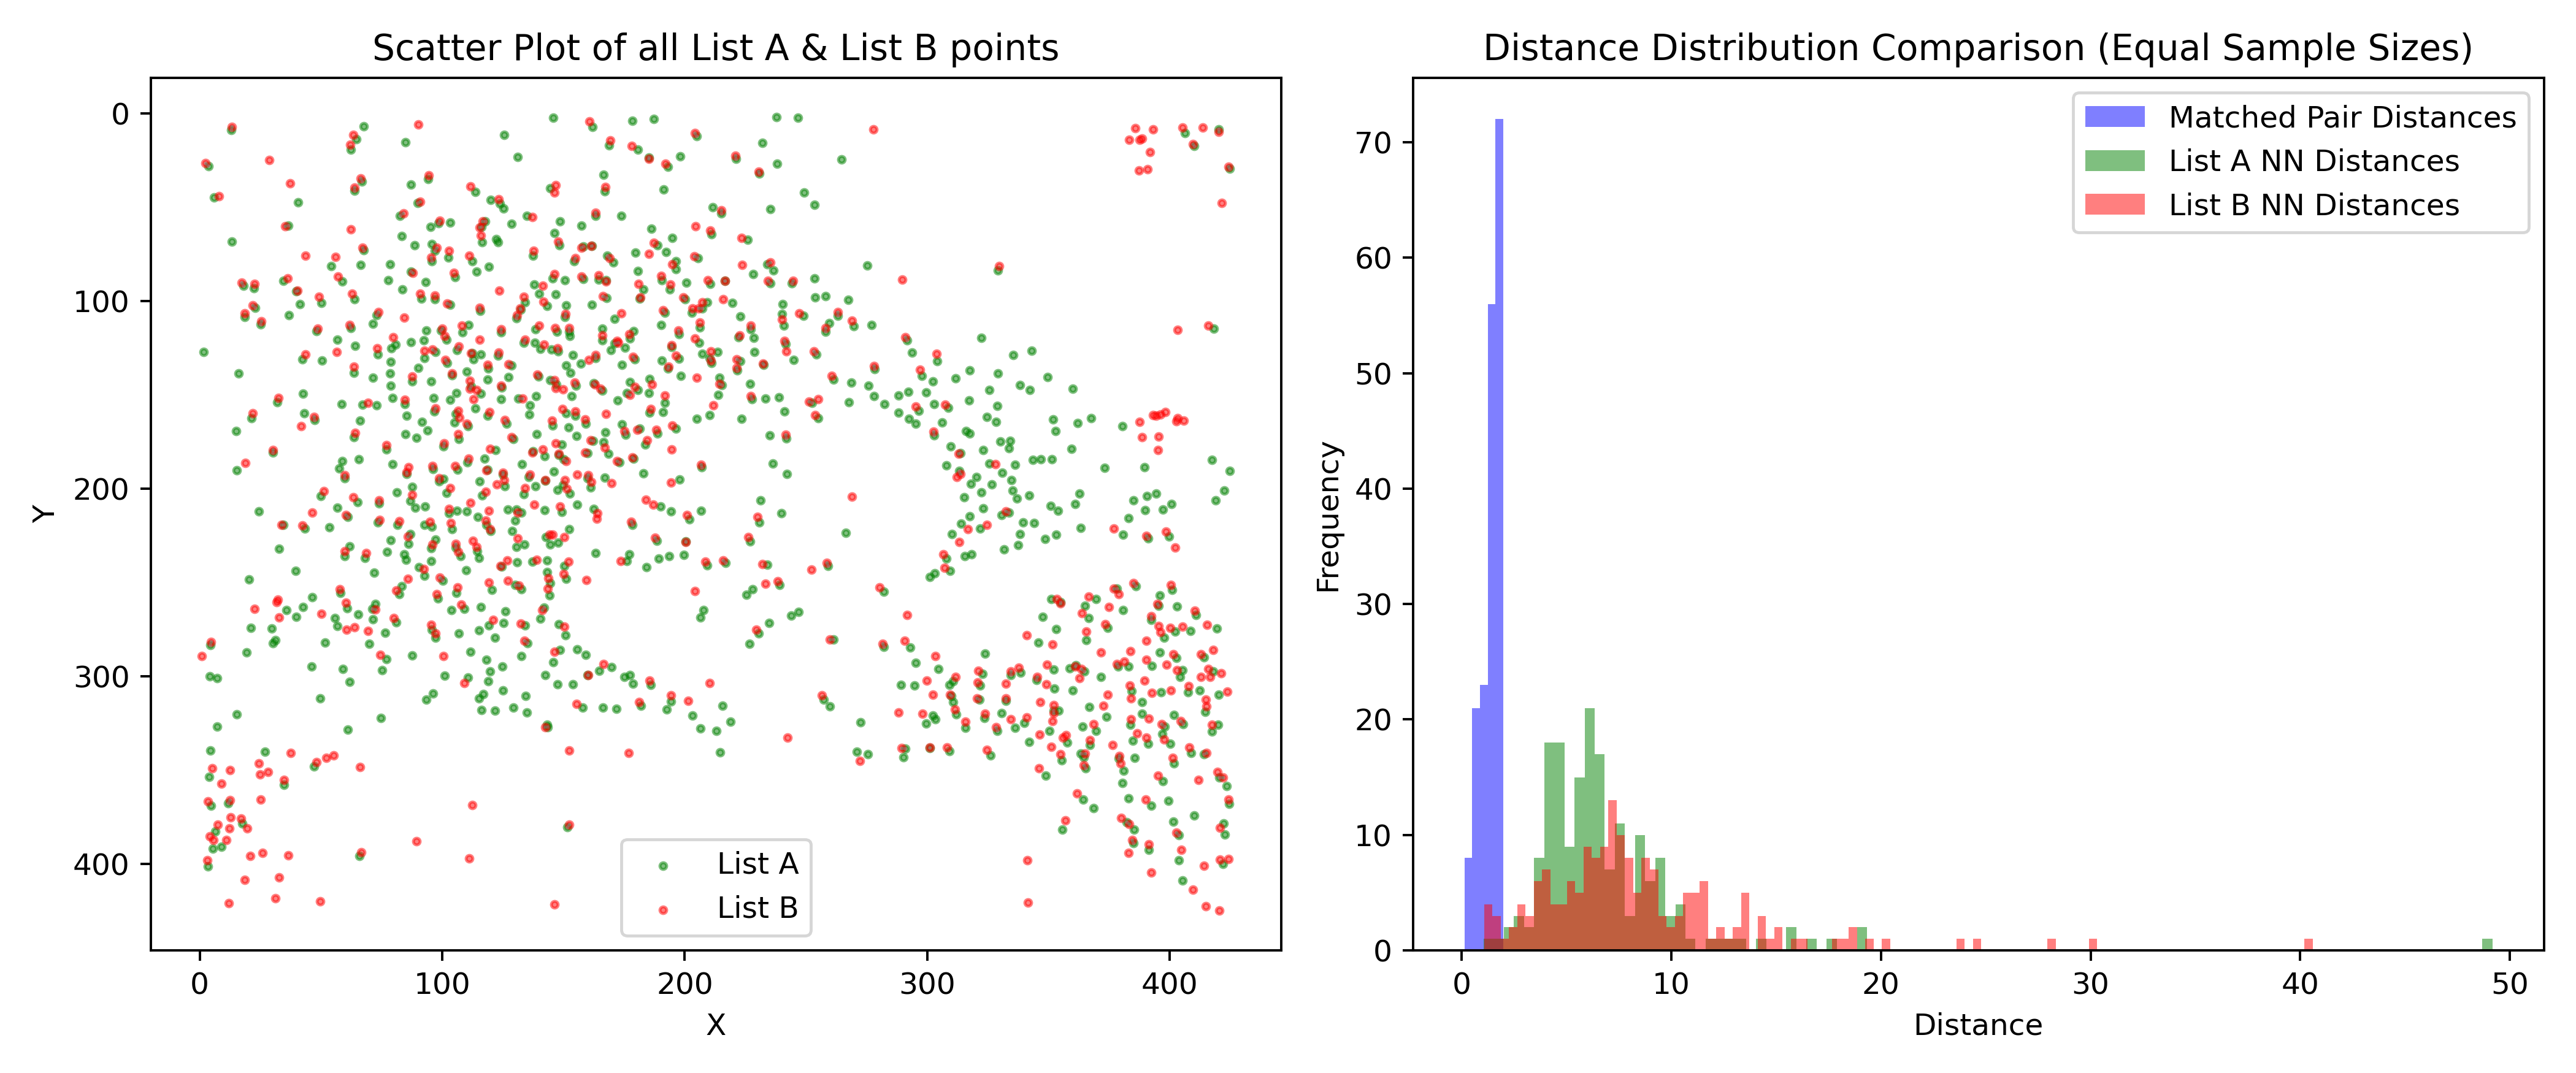 Scatter Plot of all List A & List B points
0
100
200
300
400
Y
0
100
200
300
400
X
List A
List B
Distance Distribution Comparison (Equal Sample Sizes)
70
60
50
40
30
20
10
0
Frequency
0
10
20
30
40
50
Distance
Matched Pair Distances
List A NN Distances
List B NN Distances